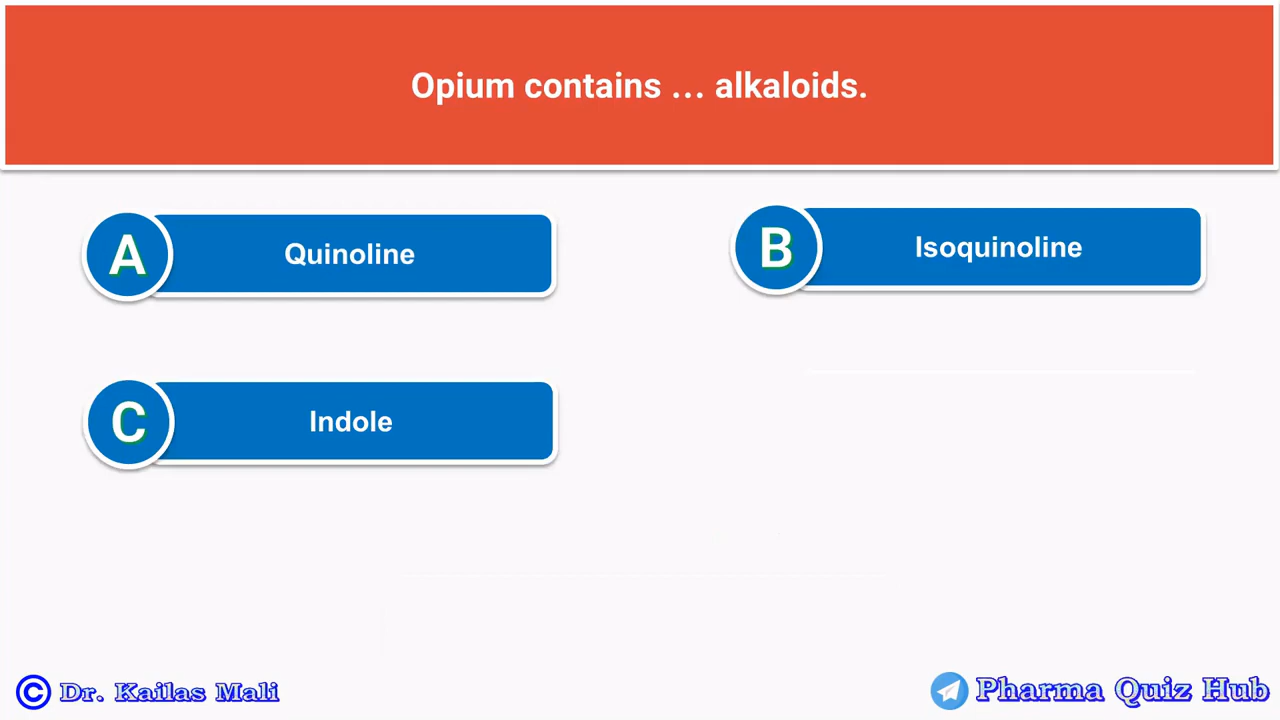 Opium contains ... alkaloids.
A Quinoline
B Isoquinoline
C Indole
© Dr. Kailas Mali
Pharma Quiz Hub